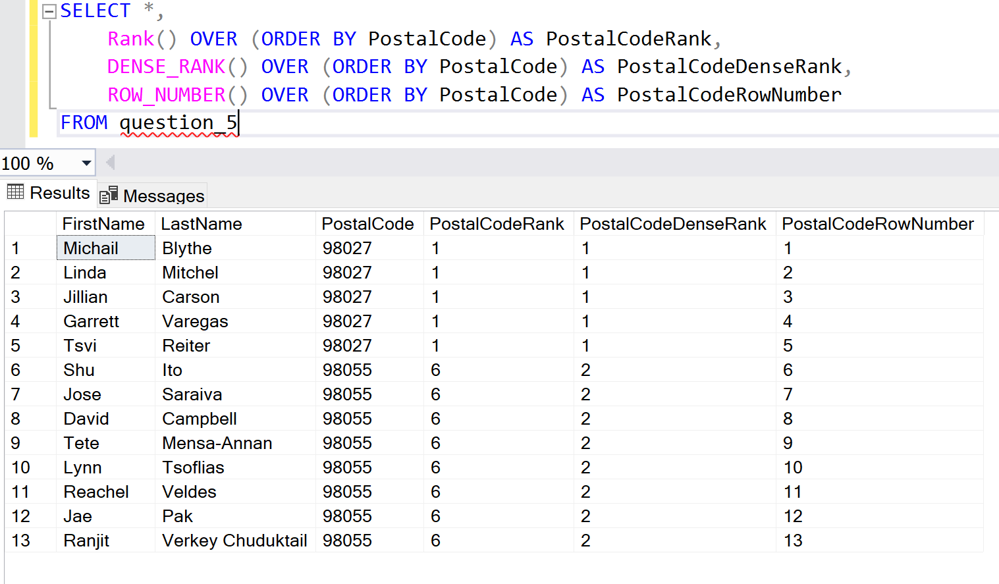 SELECT *,
Rank() OVER (ORDER BY PostalCode) AS PostalCodeRank,
DENSE_RANK() OVER (ORDER BY PostalCode) AS PostalCodeDenseRank,
ROW_NUMBER() OVER (ORDER BY PostalCode) AS PostalCodeRowNumber
FROM question_5
100 %
Results Messages
FirstName LastName PostalCode PostalCodeRank PostalCodeDenseRank PostalCodeRowNumber
1 Michail Blythe 98027 1 1 1
2 Linda Mitchel 98027 1 1 2
3 Jillian Carson 98027 1 1 3
4 Garrett Varegas 98027 1 1 4
5 Tsvi Reiter 98027 1 1 5
6 Shu Ito 98055 6 2 6
7 Jose Saraiva 98055 6 2 7
8 David Campbell 98055 6 2 8
9 Tete Mensa-Annan 98055 6 2 9
10 Lynn Tsoflias 98055 6 2 10
11 Reachel Veldes 98055 6 2 11
12 Jae Pak 98055 6 2 12
13 Ranjit Verkey Chuduktail 98055 6 2 13